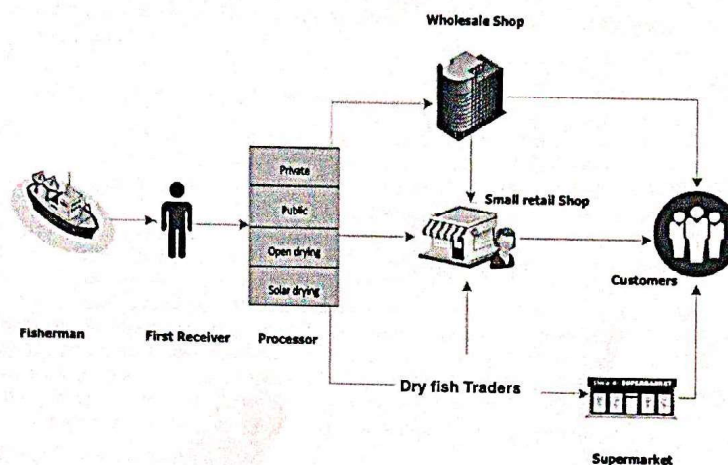 Wholesale Shop
Private
Public
Open drying
Solar drying
Small retail Shop
Customers
Fisherman
First Receiver
Processor
Dry fish Traders
SUPERMARKET
Supermarket